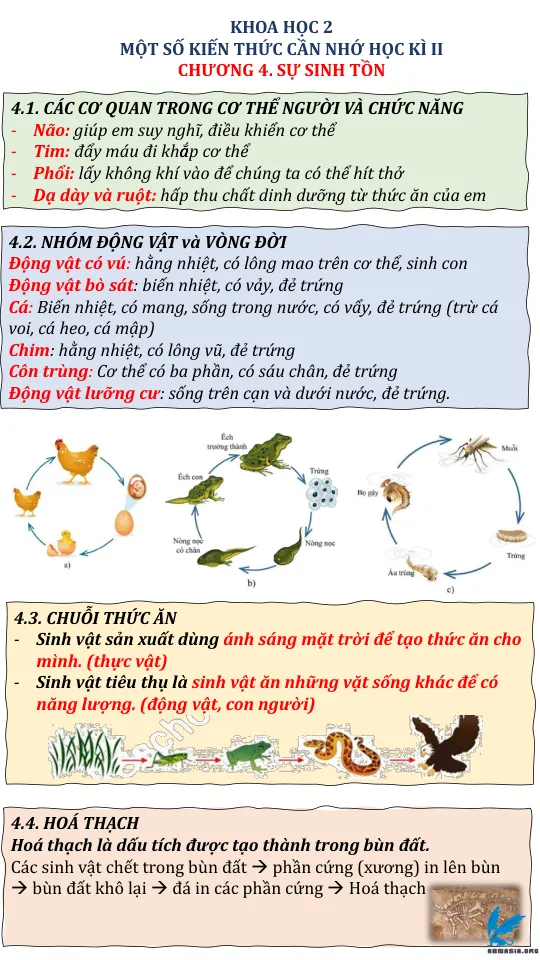 KHOA HỌC 2
MỘT SỐ KIẾN THỨC CẦN NHỚ HỌC KÌ II
CHƯƠNG 4. SỰ SINH TỒN
4.1. CÁC CƠ QUAN TRONG CƠ THỂ NGƯỜI VÀ CHỨC NĂNG
- Não: giúp em suy nghĩ, điều khiển cơ thể
- Tim: đẩy máu đi khắp cơ thể
- Phổi: lấy không khí vào để chúng ta có thể hít thở
- Dạ dày và ruột: hấp thu chất dinh dưỡng từ thức ăn của em
4.2. NHÓM ĐỘNG VẬT và VÒNG ĐỜI
Động vật có vú: hằng nhiệt, có lông mao trên cơ thể, sinh con
Động vật bò sát: biến nhiệt, có vảy, đẻ trứng
Cá: Biến nhiệt, có mang, sống trong nước, có vẩy, đẻ trứng (trừ cá
voi, cá heo, cá mập)
Chim: hằng nhiệt, có lông vũ, đẻ trứng
Côn trùng: Cơ thể có ba phần, có sáu chân, đẻ trứng
Động vật lưỡng cư: sống trên cạn và dưới nước, đẻ trứng.
a)
Ếch
trưởng thành
Ếch con
Trứng
Nòng nọc
có chân
Nòng nọc
b)
Muỗi
Bọ gậy
Trứng
Ấu trùng
c)
4.3. CHUỖI THỨC ĂN
- Sinh vật sản xuất dùng ánh sáng mặt trời để tạo thức ăn cho
mình. (thực vật)
- Sinh vật tiêu thụ là sinh vật ăn những vặt sống khác để có
năng lượng. (động vật, con người)
4.4. HOÁ THẠCH
Hoá thạch là dấu tích được tạo thành trong bùn đất.
Các sinh vật chết trong bùn đất → phần cứng (xương) in lên bùn
→ bùn đất khô lại → đá in các phần cứng → Hoá thạch
ANMASIA.ORG